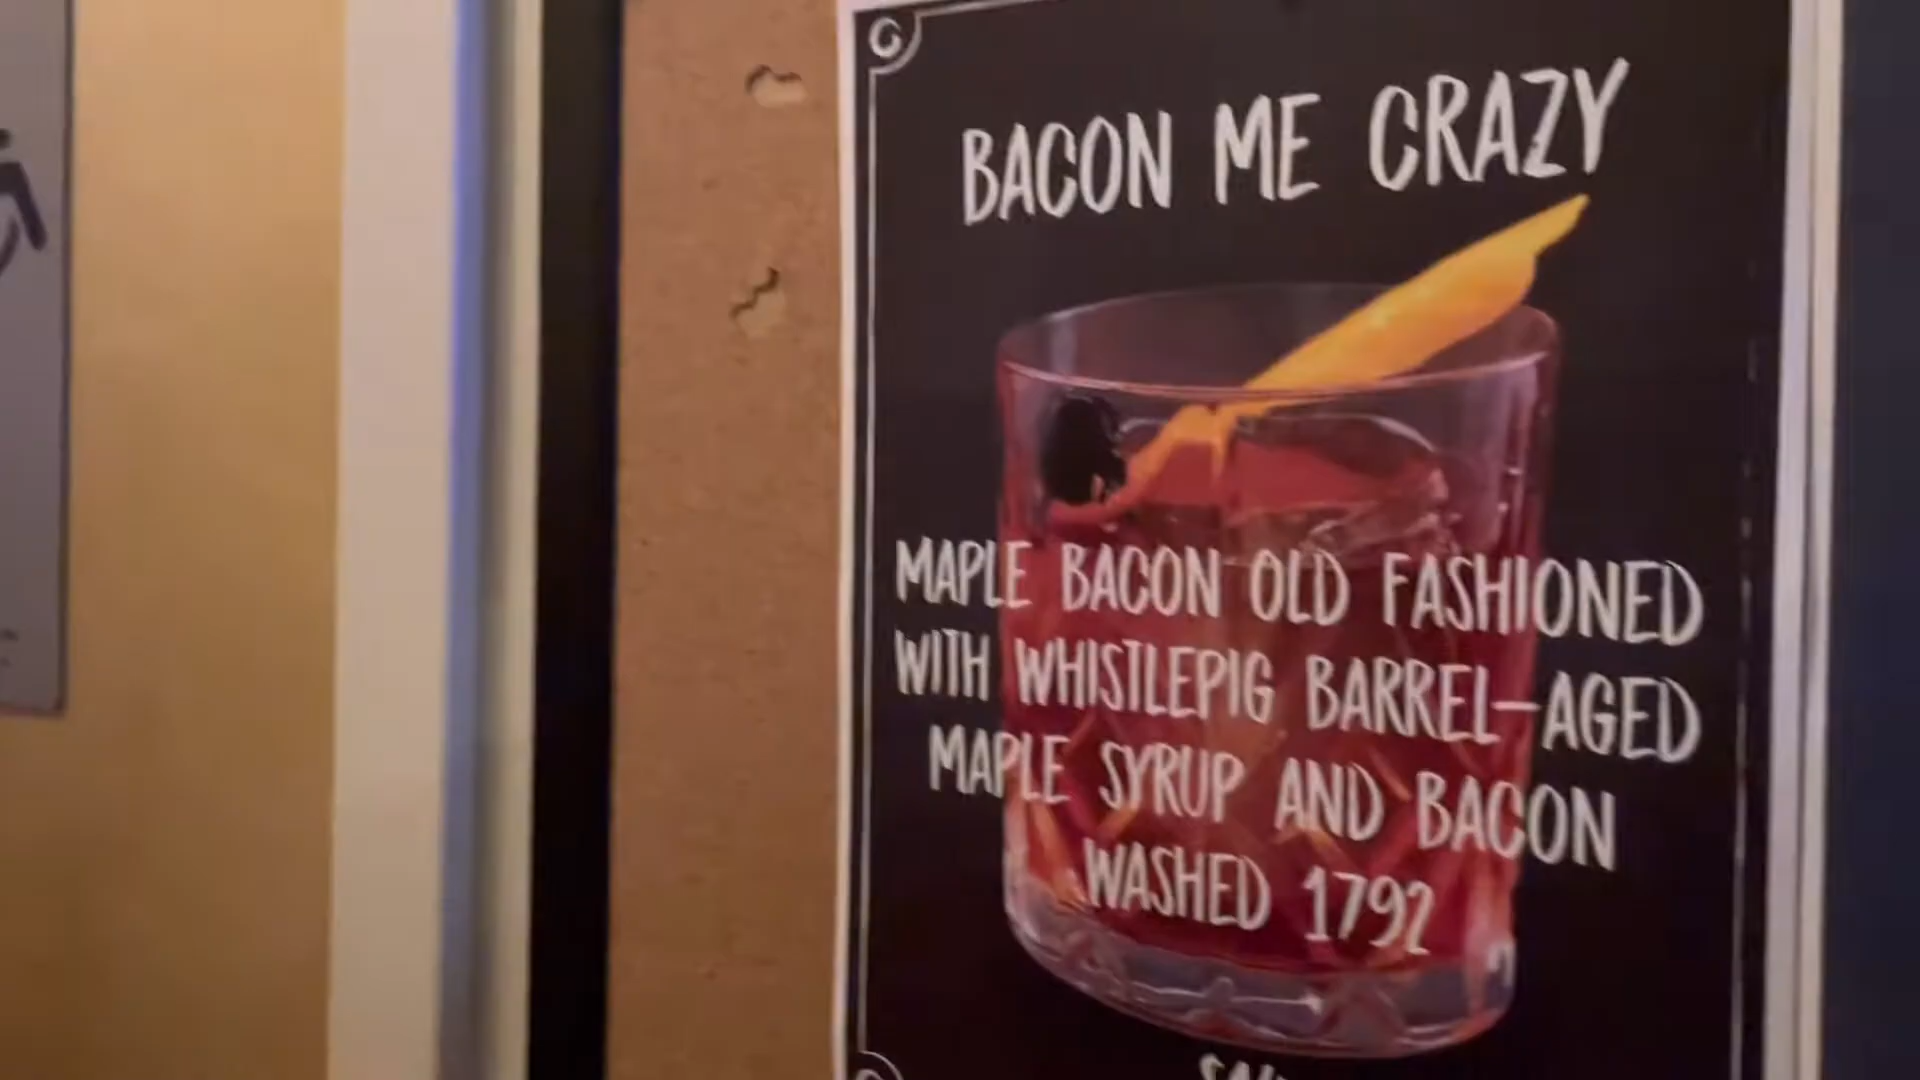 BACON ME CRAZY
MAPLE BACON OLD FASHIONED
WITH WHISTLEPIG BARREL-AGED
MAPLE SYRUP AND BACON
WASHED 1792